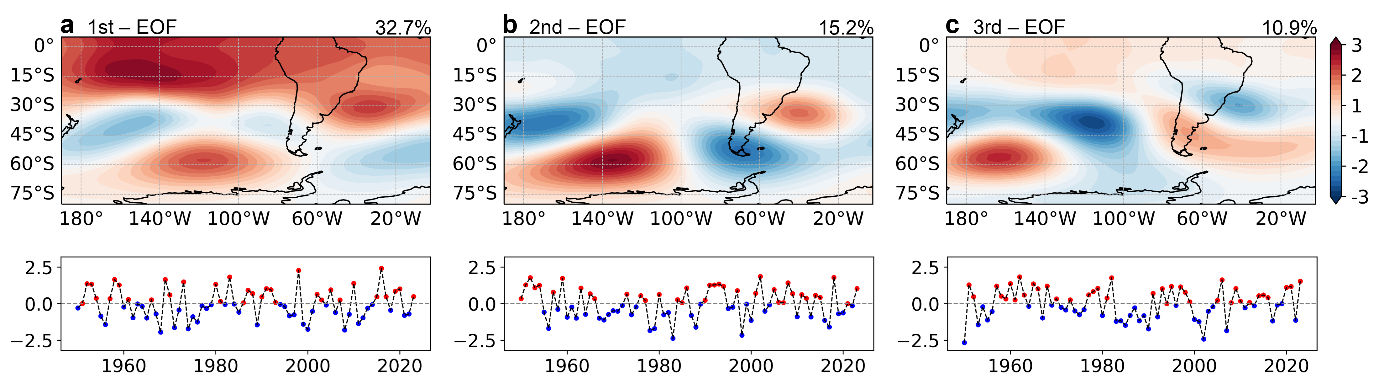 a 1st – EOF 32.7% b 2nd – EOF 15.2% c 3rd – EOF 10.9%
0° 0° 0° 3
15°S 15°S 15°S 2
30°S 30°S 30°S 1
45°S 45°S 45°S -1
60°S 60°S 60°S -2
75°S 75°S 75°S -3
180° 140°W 100°W 60°W 20°W 180° 140°W 100°W 60°W 20°W 180° 140°W 100°W 60°W 20°W
2.5 2.5 2.5
0.0 0.0 0.0
−2.5 −2.5 −2.5
1960 1980 2000 2020 1960 1980 2000 2020 1960 1980 2000 2020